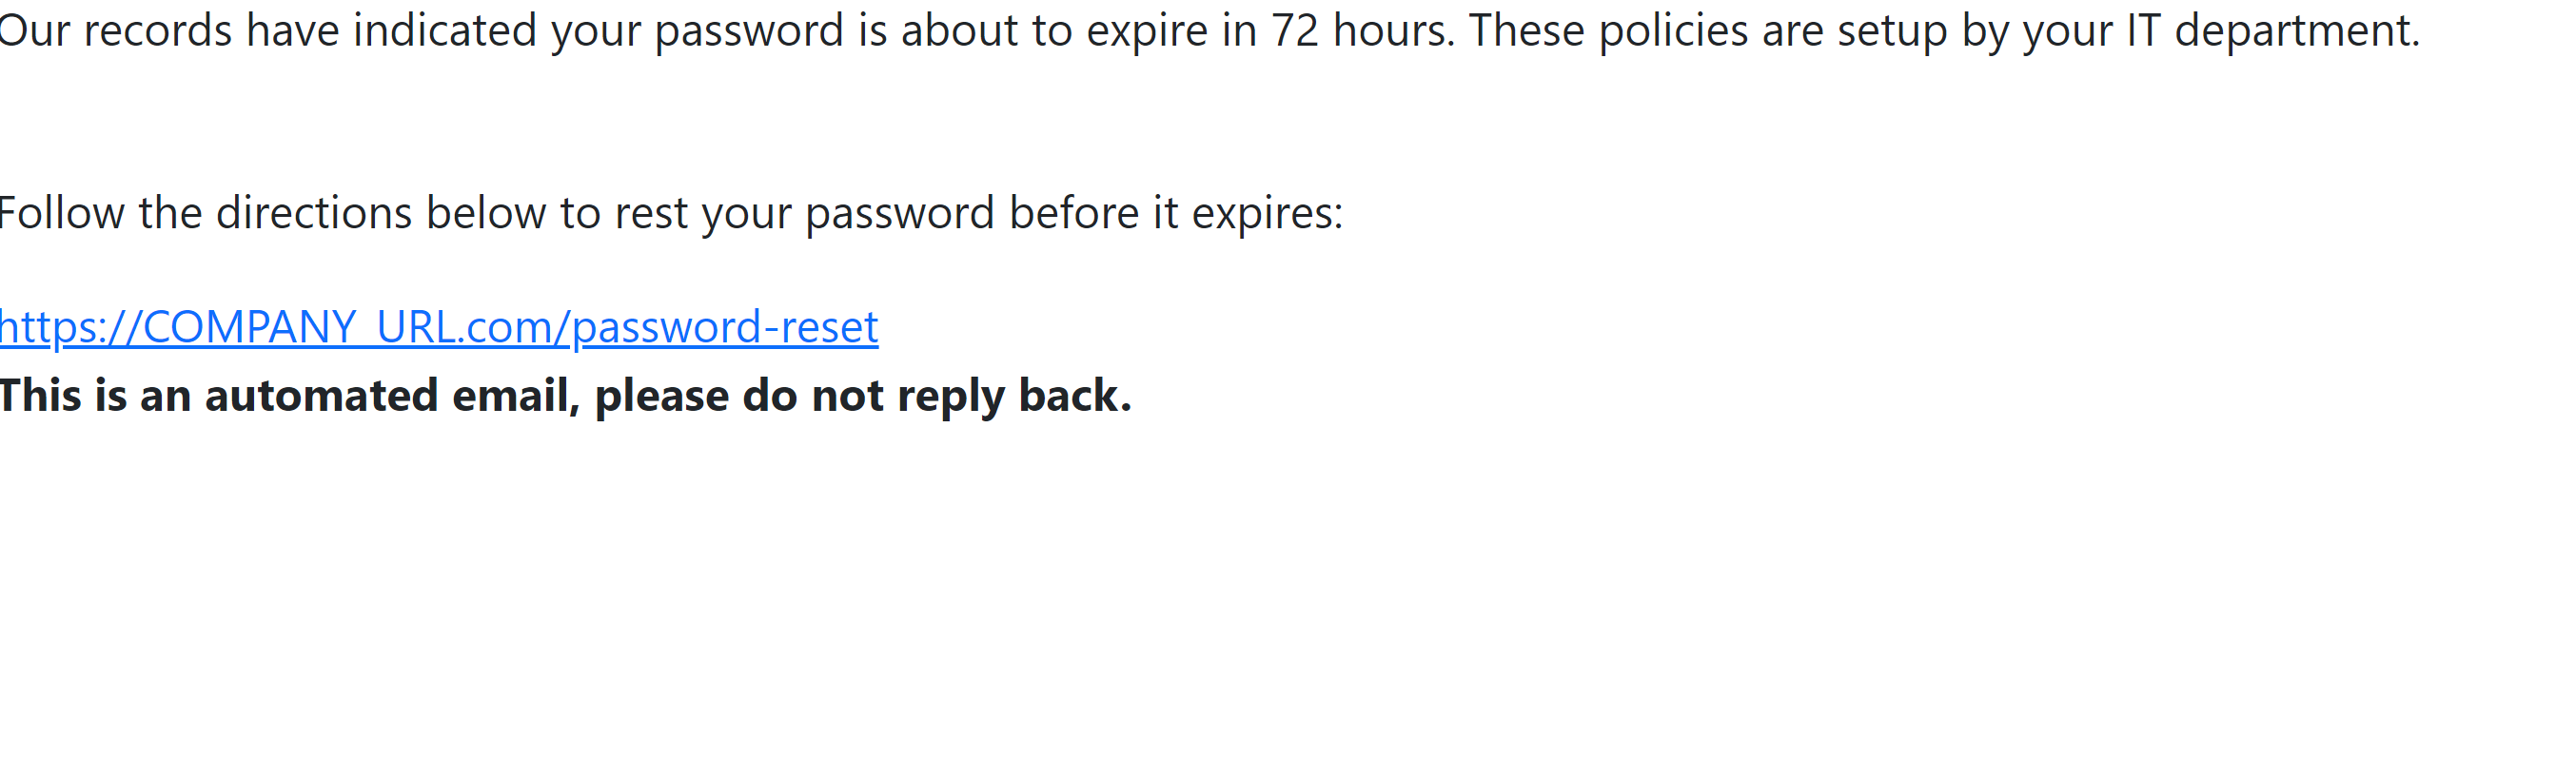 Our records have indicated your password is about to expire in 72 hours. These policies are setup by your IT department.
Follow the directions below to rest your password before it expires:
https://COMPANY_URL.com/password-reset
This is an automated email, please do not reply back.